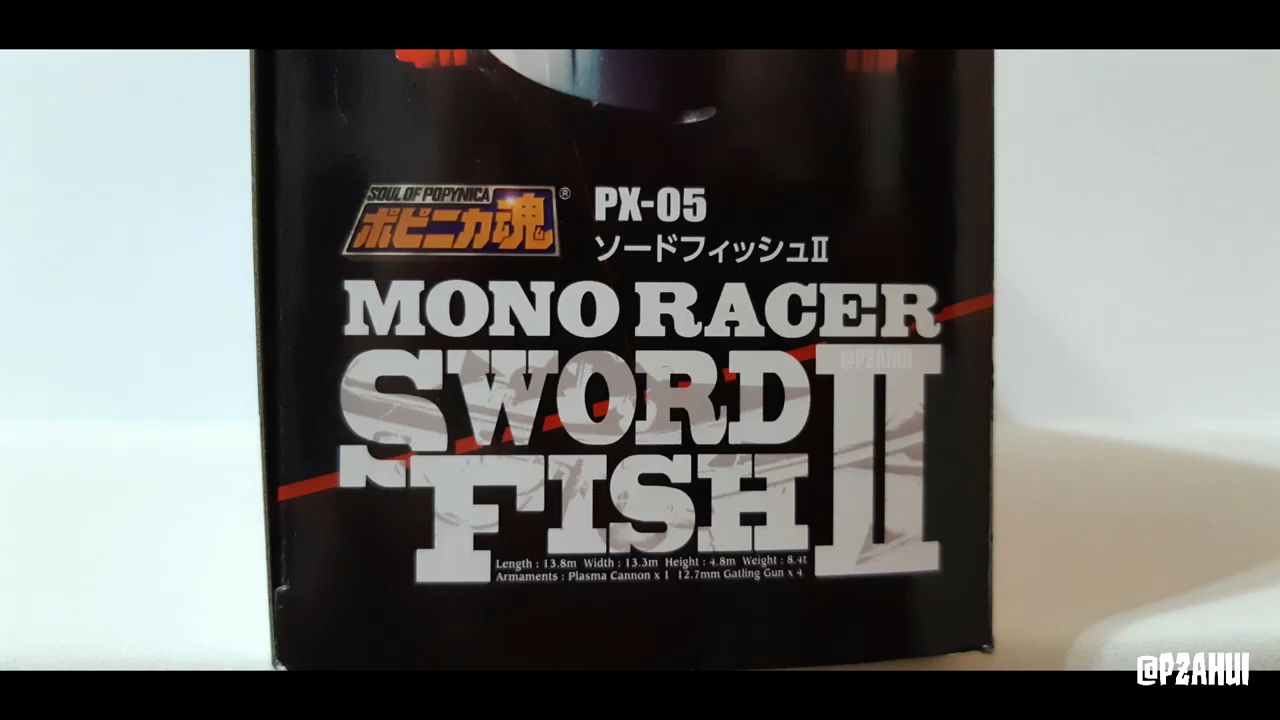 SOUL OF POPYNICA
ポピニカ魂
®
PX-05
ソードフィッシュⅡ
MONO RACER
SWORD
FISH
II
@PZAHUI
Length : 13.8m Width : 13.3m Height : 4.8m Weight : 8.4t
Armaments : Plasma Cannon x 1 12.7mm Gatling Gun x 4
@PZAHUI